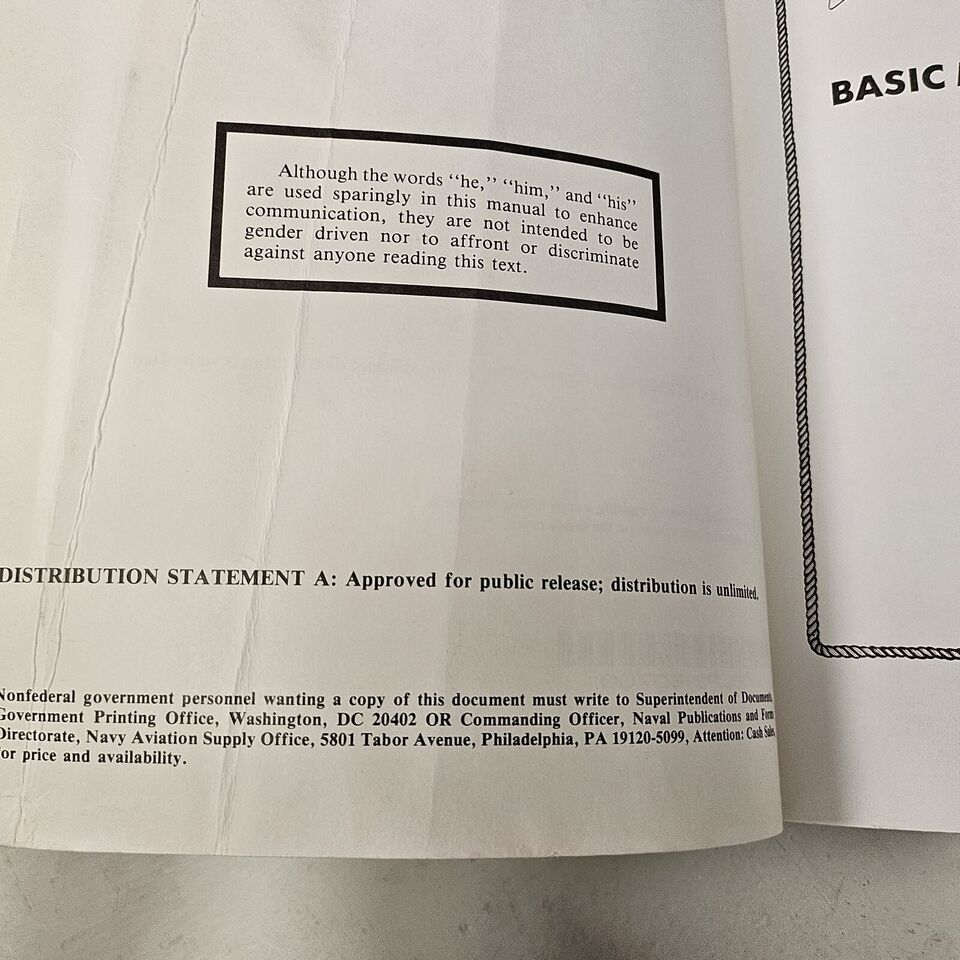 Although the words “he,” “him,” and “his”
are used sparingly in this manual to enhance
communication, they are not intended to be
gender driven nor to affront or discriminate
against anyone reading this text.
DISTRIBUTION STATEMENT A: Approved for public release; distribution is unlimited.
Nonfederal government personnel wanting a copy of this document must write to Superintendent of Documents,
Government Printing Office, Washington, DC 20402 OR Commanding Officer, Naval Publications and Form
Directorate, Navy Aviation Supply Office, 5801 Tabor Avenue, Philadelphia, PA 19120-5099, Attention: Cash Sales,
for price and availability.
BASIC